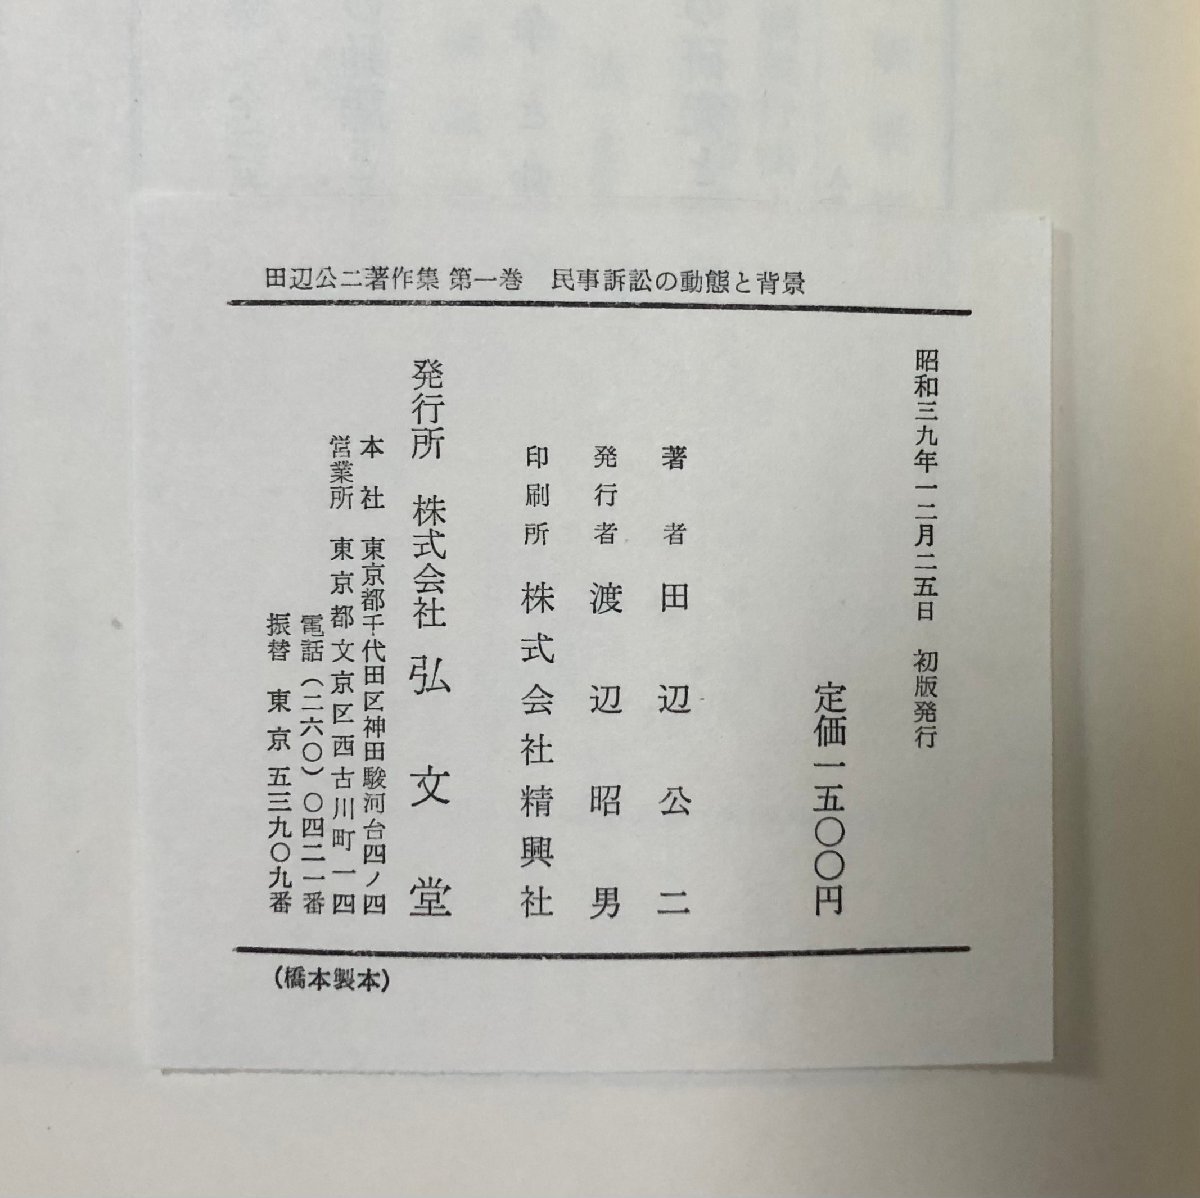 田辺公二著作集 第一巻　民事訴訟の動態と背景
昭和三九年一二月二五日　初版発行
定価一五〇〇円
著者 田辺公二
発行者 渡辺昭男
印刷所 株式会社精興社
発行所 株式会社 弘文堂
本社 東京都千代田区神田駿河台四ノ四
営業所 東京都文京区西古川町一四
電話（二六〇）〇四二一番
振替 東京五三九〇九番
（橋本製本）